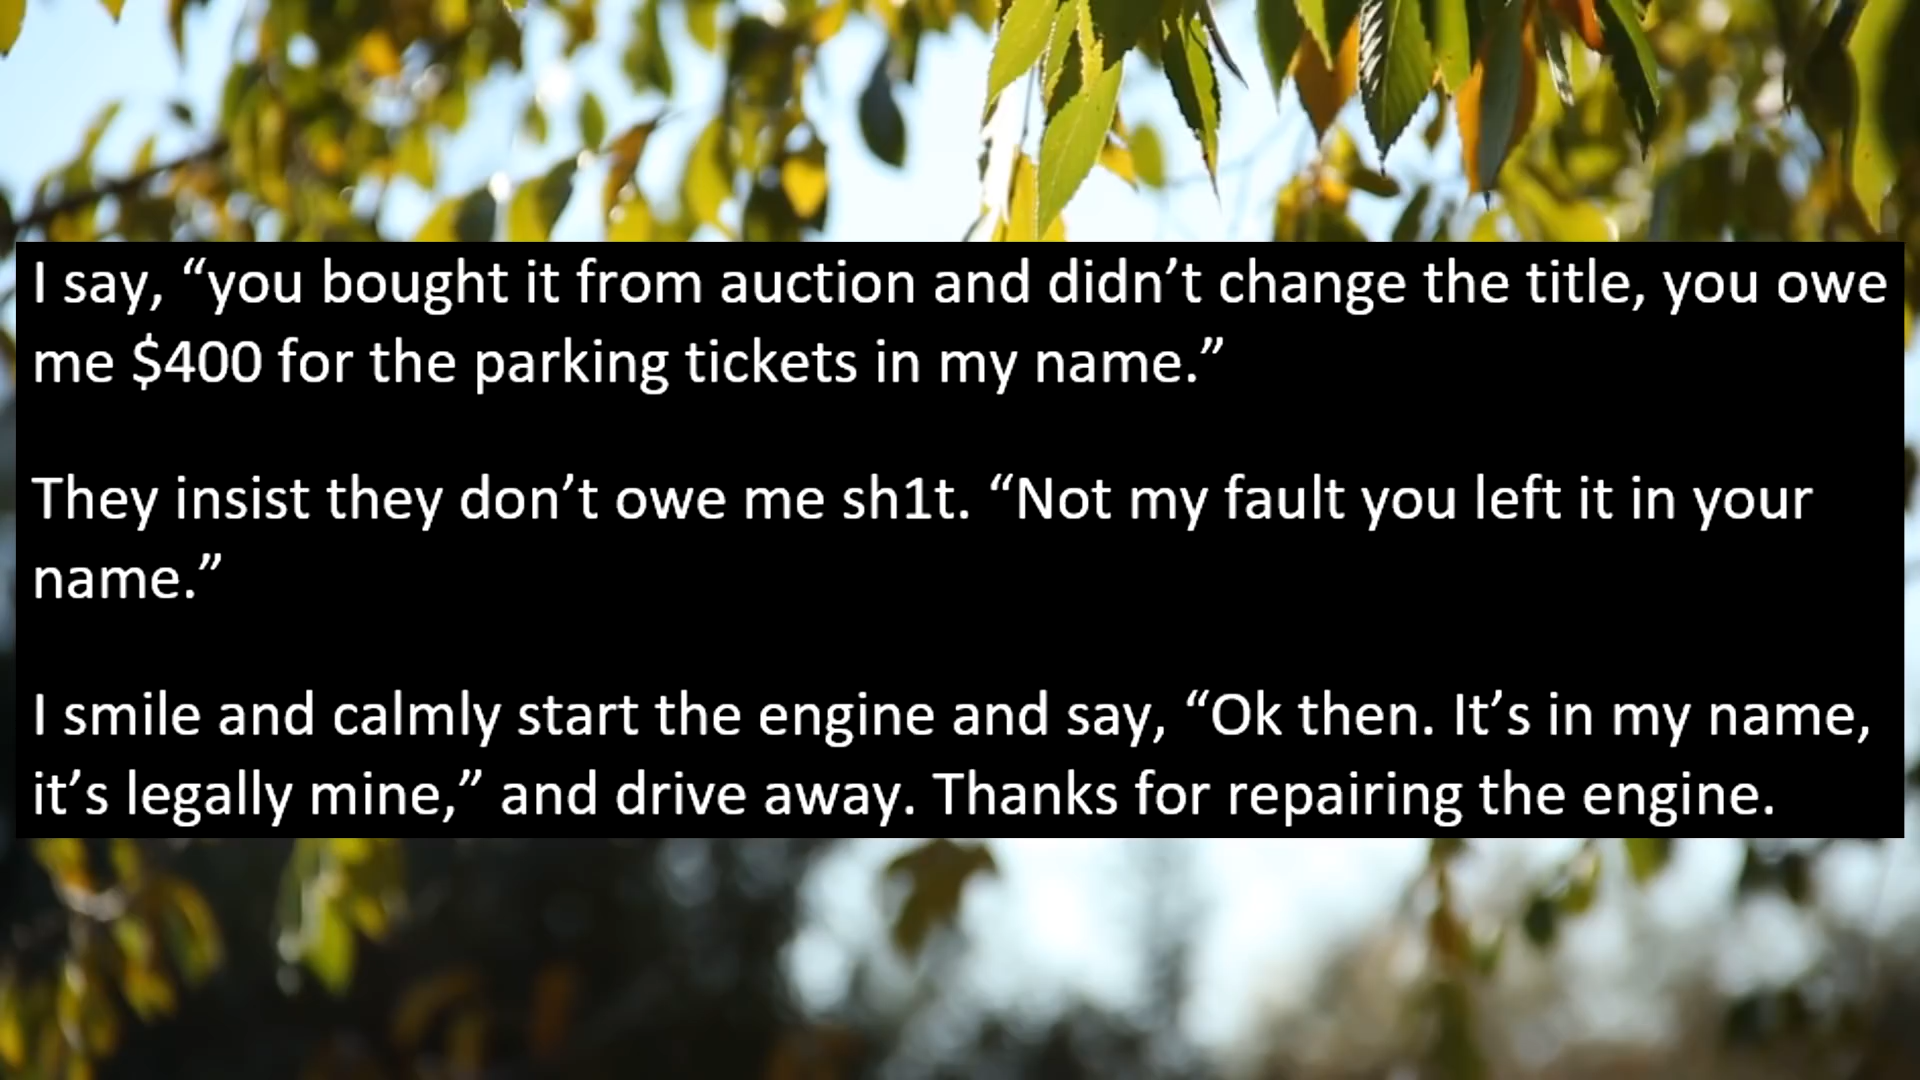 I say, “you bought it from auction and didn’t change the title, you owe
me $400 for the parking tickets in my name.”
They insist they don’t owe me sh1t. “Not my fault you left it in your
name.”
I smile and calmly start the engine and say, “Ok then. It’s in my name,
it’s legally mine,” and drive away. Thanks for repairing the engine.